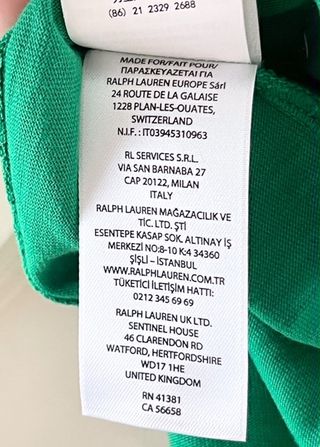 (86) 21 2329 2688
MADE FOR/FAIT POUR/
ΠΑΡΑΣΚΕΥΑΖΕΤΑΙ ΓΙΑ
RALPH LAUREN EUROPE Sárl
24 ROUTE DE LA GALAISE
1228 PLAN-LES-OUATES,
SWITZERLAND
N.I.F.: IT03945310963
RL SERVICES S.R.L.
VIA SAN BARNABA 27
CAP 20122, MILAN
ITALY
RALPH LAUREN MAĞAZACILIK VE
TİC. LTD. ŞTİ
ESENTEPE KASAP SOK. ALTINAY İŞ
MERKEZİ NO:8-10 K:4 34360
ŞİŞLİ – İSTANBUL
WWW.RALPHLAUREN.COM.TR
TÜKETİCİ İLETİŞİM HATTI:
0212 345 69 69
RALPH LAUREN UK LTD.
SENTINEL HOUSE
46 CLARENDON RD
WATFORD, HERTFORDSHIRE
WD17 1HE
UNITED KINGDOM
RN 41381
CA 56658